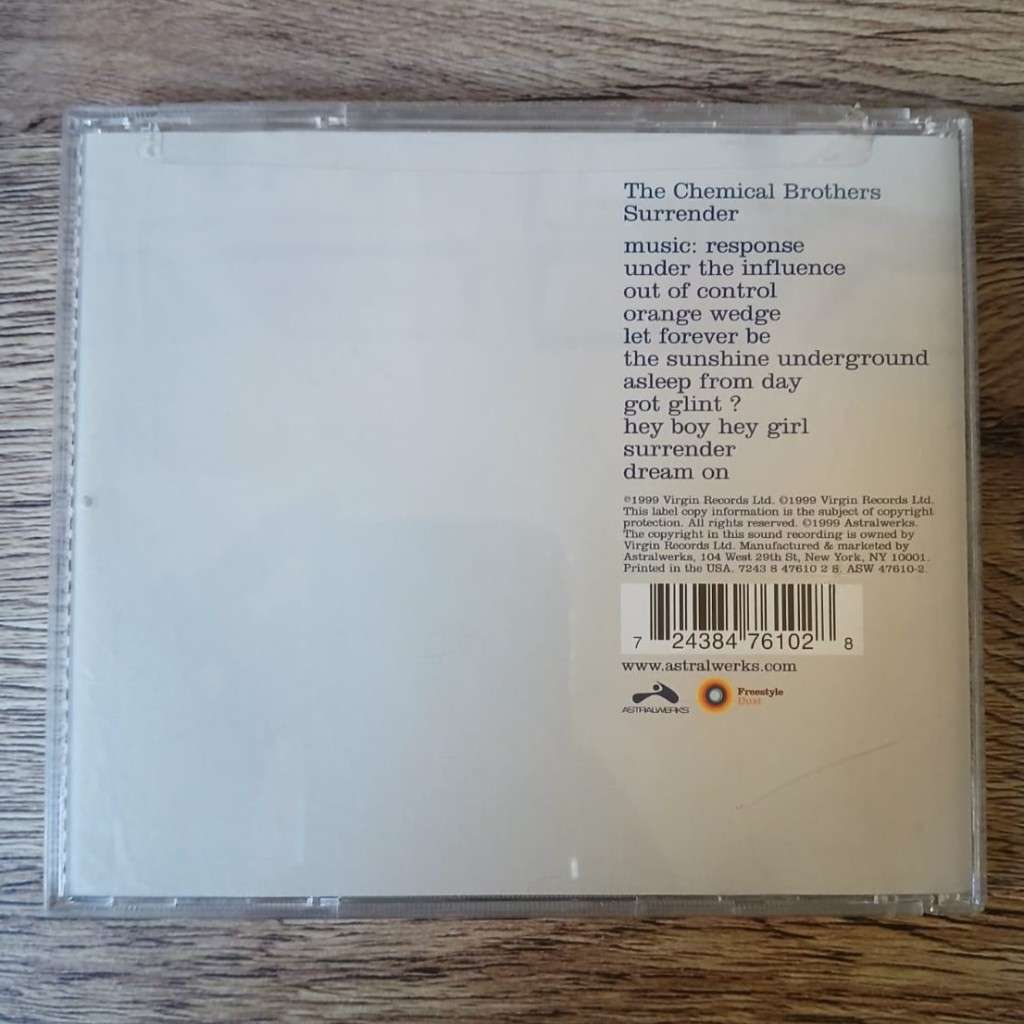 The Chemical Brothers
Surrender
music: response
under the influence
out of control
orange wedge
let forever be
the sunshine underground
asleep from day
got glint ?
hey boy hey girl
surrender
dream on
℗1999 Virgin Records Ltd. ©1999 Virgin Records Ltd.
This label copy information is the subject of copyright
protection. All rights reserved. ©1999 Astralwerks.
The copyright in this sound recording is owned by
Virgin Records Ltd. Manufactured & marketed by
Astralwerks, 104 West 29th St, New York, NY 10001.
Printed in the USA. 7243 8 47610 2 8. ASW 47610-2.
7 24384 76102 8
www.astralwerks.com
ASTRALWERKS
Freestyle
Dust